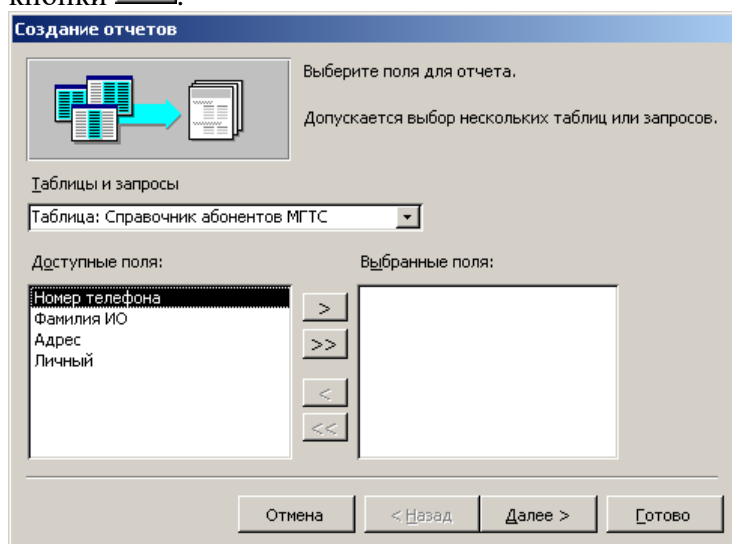 кнопки
Создание отчетов
Выберите поля для отчета.
Допускается выбор нескольких таблиц или запросов.
Таблицы и запросы
Таблица: Справочник абонентов МГТС
Доступные поля:
Выбранные поля:
Номер телефона
Фамилия ИО
Адрес
Личный
>
>>
<
<<
Отмена
< Назад
Далее >
Готово